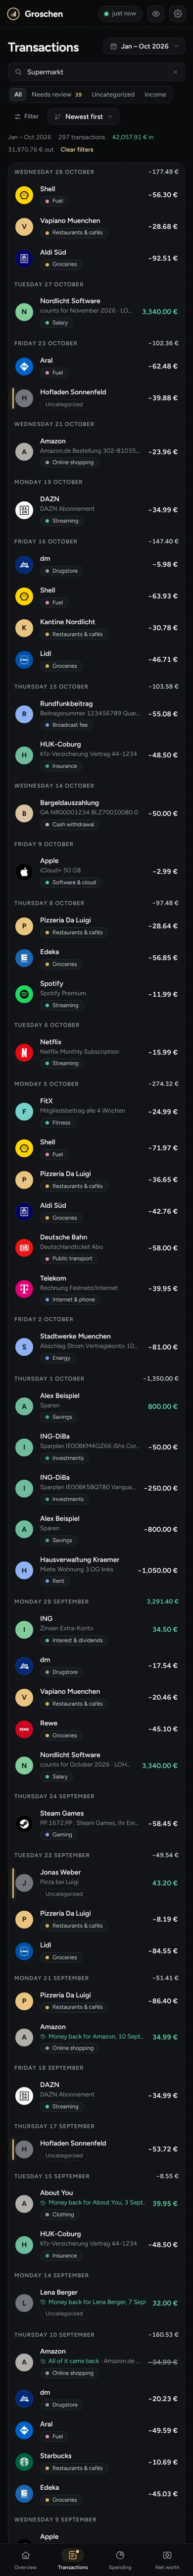 Groschen
just now
Transactions
Jan – Oct 2026
Supermarkt
All
Needs review 39
Uncategorized
Income
Filter
Newest first
Jan – Oct 2026 297 transactions 42,057.91 € in
31,970.76 € out Clear filters
WEDNESDAY 28 OCTOBER −177.49 €
Shell
Fuel
−56.30 €
V
Vapiano Muenchen
Restaurants & cafés
−28.68 €
Aldi Süd
Groceries
−92.51 €
TUESDAY 27 OCTOBER
N
Nordlicht Software
counts for November 2026 · LO…
Salary
3,340.00 €
FRIDAY 23 OCTOBER −102.36 €
Aral
Fuel
−62.48 €
H
Hofladen Sonnenfeld
Uncategorized
−39.88 €
WEDNESDAY 21 OCTOBER
A
Amazon
Amazon.de Bestellung 302-81035…
Online shopping
−23.96 €
MONDAY 19 OCTOBER
DAZN
DAZN Abonnement
Streaming
−34.99 €
FRIDAY 16 OCTOBER −147.40 €
dm
Drugstore
−5.98 €
Shell
Fuel
−63.93 €
K
Kantine Nordlicht
Restaurants & cafés
−30.78 €
Lidl
Groceries
−46.71 €
THURSDAY 15 OCTOBER −103.58 €
R
Rundfunkbeitrag
Beitragsnummer 123456789 Quar…
Broadcast fee
−55.08 €
H
HUK-Coburg
Kfz-Versicherung Vertrag 44-1234
Insurance
−48.50 €
WEDNESDAY 14 OCTOBER
B
Bargeldauszahlung
GA NR00001234 BLZ70010080 0
Cash withdrawal
−50.00 €
FRIDAY 9 OCTOBER
Apple
iCloud+ 50 GB
Software & cloud
−2.99 €
THURSDAY 8 OCTOBER −97.48 €
P
Pizzeria Da Luigi
Restaurants & cafés
−28.64 €
Edeka
Groceries
−56.85 €
Spotify
Spotify Premium
Streaming
−11.99 €
TUESDAY 6 OCTOBER
Netflix
Netflix Monthly Subscription
Streaming
−15.99 €
MONDAY 5 OCTOBER −274.32 €
F
FitX
Mitgliedsbeitrag alle 4 Wochen
Fitness
−24.99 €
Shell
Fuel
−71.97 €
P
Pizzeria Da Luigi
Restaurants & cafés
−36.65 €
Aldi Süd
Groceries
−42.76 €
DB
Deutsche Bahn
Deutschlandticket Abo
Public transport
−58.00 €
Telekom
Rechnung Festnetz/Internet
Internet & phone
−39.95 €
FRIDAY 2 OCTOBER
S
Stadtwerke Muenchen
Abschlag Strom Vertragskonto 10…
Energy
−81.00 €
THURSDAY 1 OCTOBER −1,350.00 €
A
Alex Beispiel
Sparen
Savings
800.00 €
I
ING-DiBa
Sparplan IE00BKM4GZ66 iShs Cor…
Investments
−50.00 €
I
ING-DiBa
Sparplan IE00BK5BQT80 Vangua…
Investments
−250.00 €
A
Alex Beispiel
Sparen
Savings
−800.00 €
H
Hausverwaltung Kraemer
Miete Wohnung 3.OG links
Rent
−1,050.00 €
MONDAY 28 SEPTEMBER 3,291.40 €
I
ING
Zinsen Extra-Konto
Interest & dividends
34.50 €
dm
Drugstore
−17.54 €
V
Vapiano Muenchen
Restaurants & cafés
−20.46 €
REWE
Rewe
Groceries
−45.10 €
N
Nordlicht Software
counts for October 2026 · LOH…
Salary
3,340.00 €
THURSDAY 24 SEPTEMBER
Steam Games
PP.1672.PP . Steam Games, Ihr Ein…
Gaming
−58.45 €
TUESDAY 22 SEPTEMBER −49.54 €
J
Jonas Weber
Pizza bei Luigi
Uncategorized
43.20 €
P
Pizzeria Da Luigi
Restaurants & cafés
−8.19 €
Lidl
Groceries
−84.55 €
MONDAY 21 SEPTEMBER −51.41 €
P
Pizzeria Da Luigi
Restaurants & cafés
−86.40 €
A
Amazon
Money back for Amazon, 10 Sept…
Online shopping
34.99 €
FRIDAY 18 SEPTEMBER
DAZN
DAZN Abonnement
Streaming
−34.99 €
THURSDAY 17 SEPTEMBER
H
Hofladen Sonnenfeld
Uncategorized
−53.72 €
TUESDAY 15 SEPTEMBER −8.55 €
A
About You
Money back for About You, 3 Sept…
Clothing
39.95 €
H
HUK-Coburg
Kfz-Versicherung Vertrag 44-1234
Insurance
−48.50 €
MONDAY 14 SEPTEMBER
L
Lena Berger
Money back for Lena Berger, 7 Sept
Uncategorized
32.00 €
THURSDAY 10 SEPTEMBER −160.53 €
A
Amazon
All of it came back · Amazon.de …
Online shopping
−34.99 €
dm
Drugstore
−20.23 €
Aral
Fuel
−49.59 €
Starbucks
Restaurants & cafés
−10.69 €
Edeka
Groceries
−45.03 €
WEDNESDAY 9 SEPTEMBER
Apple
Overview
Transactions
Spending
Net worth